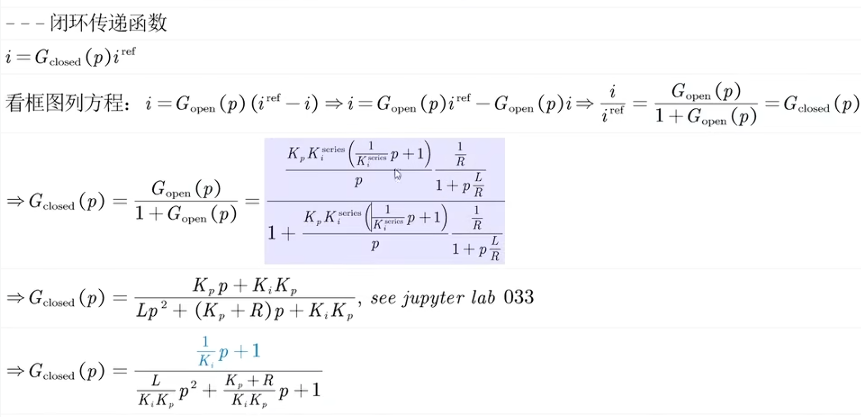 ---闭环传递函数
$i = G_{\text{closed}}(p) i^{\text{ref}}$
看框图列方程：$i = G_{\text{open}}(p)(i^{\text{ref}} - i) \Rightarrow i = G_{\text{open}}(p) i^{\text{ref}} - G_{\text{open}}(p) i \Rightarrow \frac{i}{i^{\text{ref}}} = \frac{G_{\text{open}}(p)}{1 + G_{\text{open}}(p)} = G_{\text{closed}}(p)$
$\Rightarrow G_{\text{closed}}(p) = \frac{G_{\text{open}}(p)}{1 + G_{\text{open}}(p)} = \frac{\frac{K_p K_i^{\text{series}} \left( \frac{1}{K_i^{\text{series}}} p + 1 \right)}{p} \frac{\frac{1}{R}}{1 + p \frac{L}{R}}}{1 + \frac{K_p K_i^{\text{series}} \left( \frac{1}{K_i^{\text{series}}} p + 1 \right)}{p} \frac{\frac{1}{R}}{1 + p \frac{L}{R}}}$
$\Rightarrow G_{\text{closed}}(p) = \frac{K_p p + K_i K_p}{L p^2 + (K_p + R) p + K_i K_p}$, see jupyter lab 033
$\Rightarrow G_{\text{closed}}(p) = \frac{\frac{1}{K_i} p + 1}{\frac{L}{K_i K_p} p^2 + \frac{K_p + R}{K_i K_p} p + 1}$